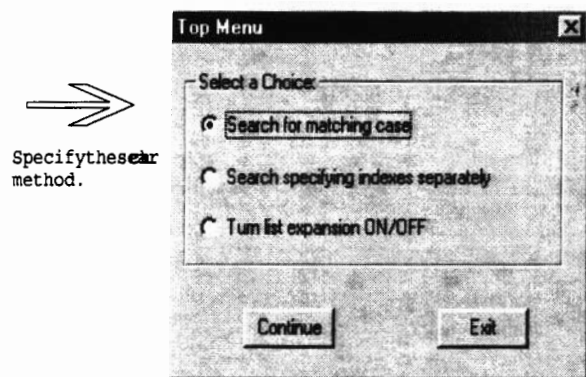 Top Menu
Select a Choice:
Search for matching case
Search specifying indexes separately
Turn list expansion ON/OFF
Continue Exit
Specifythe
method.